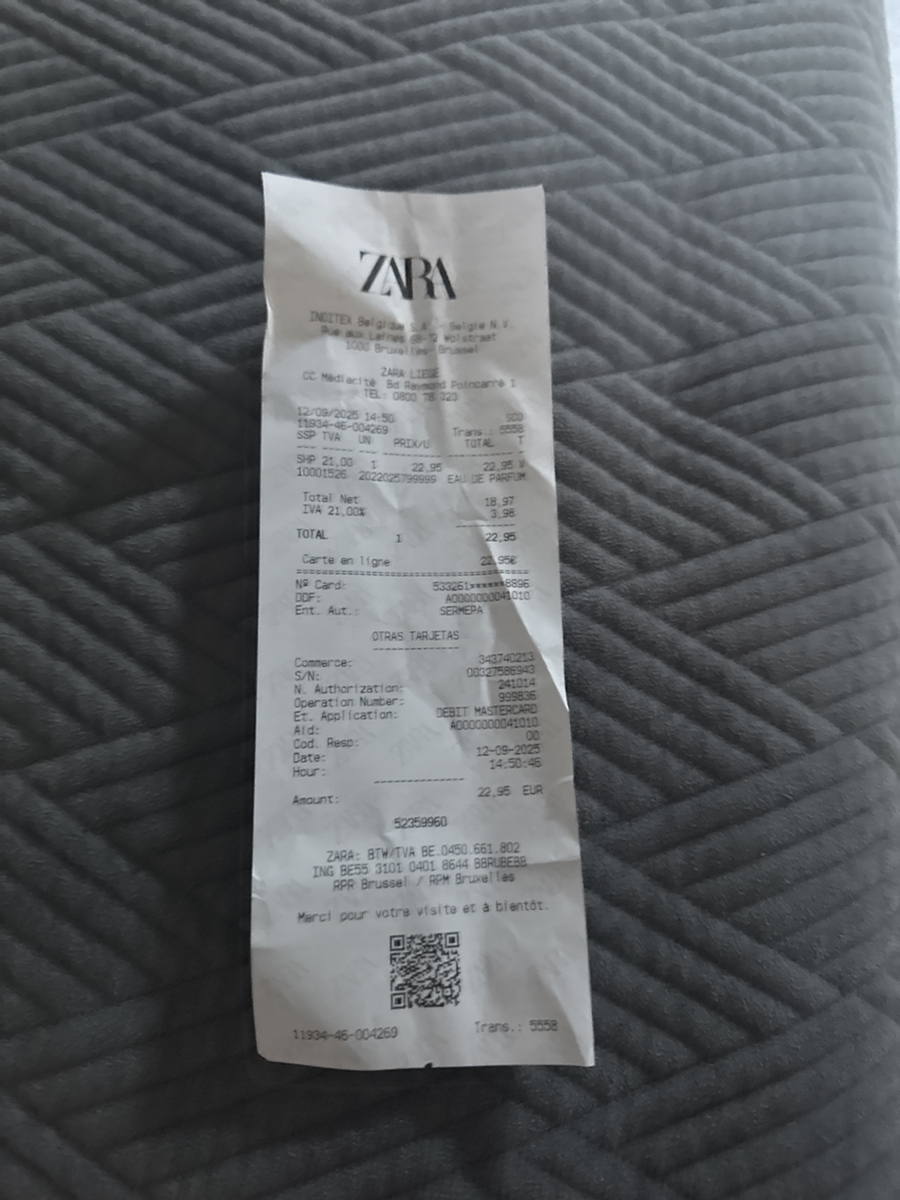 ZARA
INDITEX Belgique S.A. - Belgie N.V.
Rue aux Laines 68-72 Wolstraat
1000 Bruxelles- Brussel
ZARA LIEGE
CC Médiacité Bd Raymond Poincarré 1
TEL: 0800 78 323
12/09/2025 14:50 SCO
11934-46-004269 Trans.: 5558
SSP TVA UN PRIX/U TOTAL T
SHP 21,00 1 22,95 22,95 V
10001526 2022025799999 EAU DE PARFUM
Total Net 18,97
IVA 21,00% 3,98
TOTAL 1 22,95
Carte en ligne 22,95€
Nº Card: 533261******8896
DDF: A0000000041010
Ent. Aut.: SERMEPA
OTRAS TARJETAS
Commerce: 343740213
S/N: 00327586943
N. Authorization: 241014
Operation Number: 999836
Et. Application: DEBIT MASTERCARD
Aid: A0000000041010
Cod. Resp: 00
Date: 12-09-2025
Hour: 14:50:46
Amount: 22,95 EUR
52359960
ZARA: BTW/TVA BE.0450.661.802
ING BE55 3101 0401 8644 BBRUBEBB
RPR Brussel / RPM Bruxelles
Merci pour votre visite et à bientôt.
11934-46-004269 Trans.: 5558